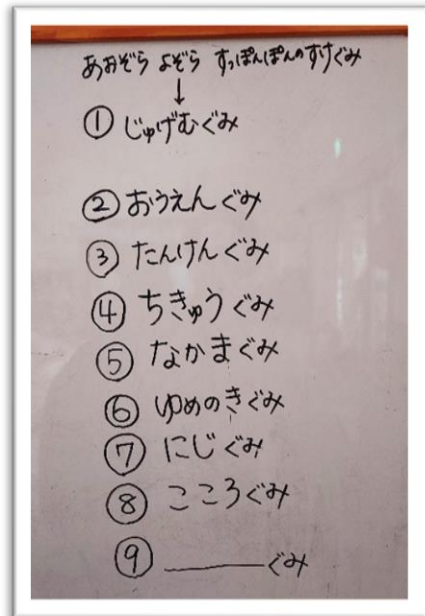 あおぞら よぞら すっぽんぽんのすけぐみ
↓
① じゅげむぐみ
② おうえんぐみ
③ たんけんぐみ
④ ちきゅうぐみ
⑤ なかまぐみ
⑥ ゆめのきぐみ
⑦ にじぐみ
⑧ こころぐみ
⑨ ______ぐみ